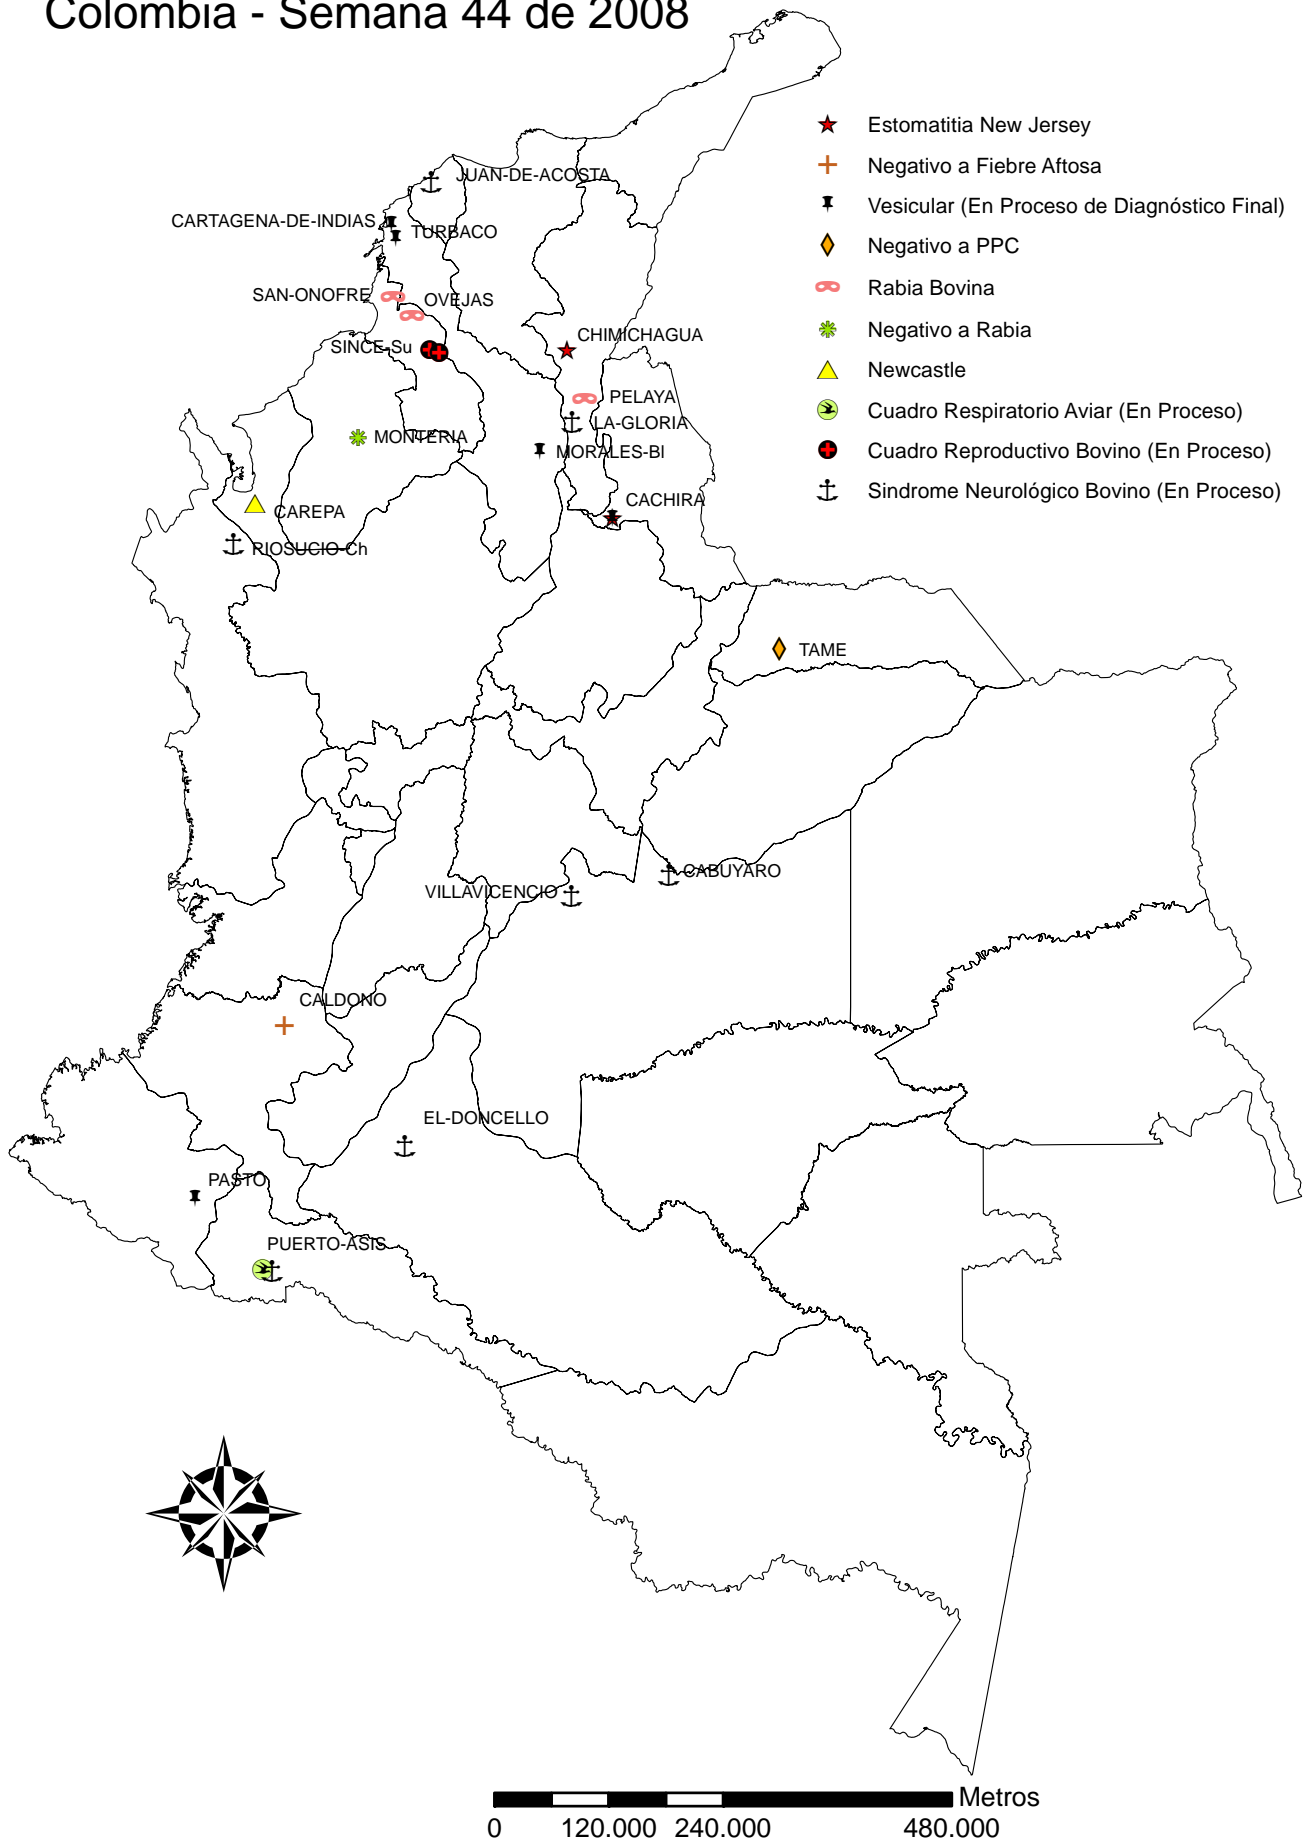 Colombia - Semana 44 de 2008
Estomatitia New Jersey
Negativo a Fiebre Aftosa
Vesicular (En Proceso de Diagnóstico Final)
Negativo a PPC
Rabia Bovina
Negativo a Rabia
Newcastle
Cuadro Respiratorio Aviar (En Proceso)
Cuadro Reproductivo Bovino (En Proceso)
Sindrome Neurológico Bovino (En Proceso)
JUAN-DE-ACOSTA
CARTAGENA-DE-INDIAS
TURBACO
SAN-ONOFRE
OVEJAS
CHIMICHAGUA
SINCE-Su
PELAYA
LA-GLORIA
MONTERIA
MORALES-Bl
CACHIRA
CAREPA
RIOSUCIO-Ch
TAME
CABUYARO
VILLAVICENCIO
CALDONO
EL-DONCELLO
PASTO
PUERTO-ASIS
Metros
0 120.000 240.000 480.000